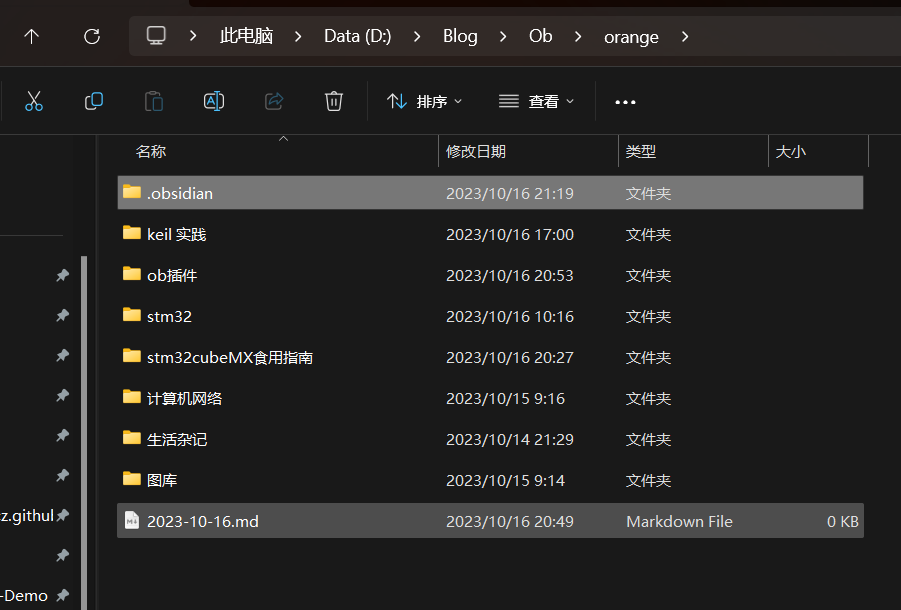 此电脑 > Data (D:) > Blog > Ob > orange >
排序 查看
名称 修改日期 类型 大小
.obsidian 2023/10/16 21:19 文件夹
keil 实践 2023/10/16 17:00 文件夹
ob插件 2023/10/16 20:53 文件夹
stm32 2023/10/16 10:16 文件夹
stm32cubeMX食用指南 2023/10/16 20:27 文件夹
计算机网络 2023/10/15 9:16 文件夹
生活杂记 2023/10/14 21:29 文件夹
图库 2023/10/15 9:14 文件夹
z.githul 2023-10-16.md 2023/10/16 20:49 Markdown File 0 KB
-Demo